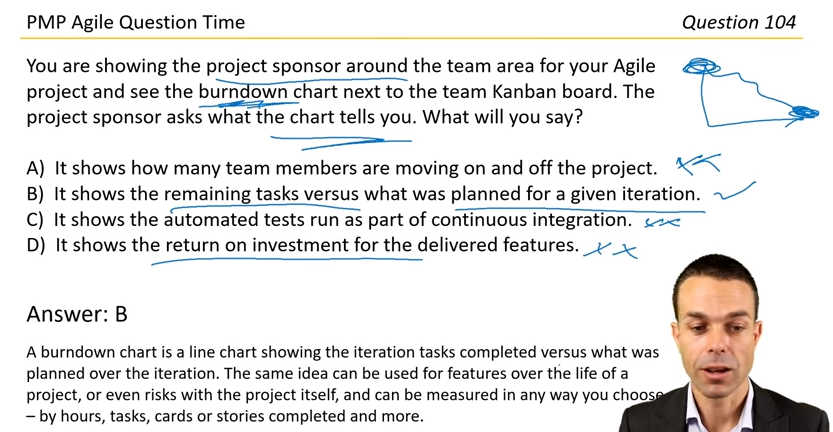 PMP Agile Question Time
Question 104
You are showing the project sponsor around the team area for your Agile
project and see the burndown chart next to the team Kanban board. The
project sponsor asks what the chart tells you. What will you say?
A) It shows how many team members are moving on and off the project.
B) It shows the remaining tasks versus what was planned for a given iteration.
C) It shows the automated tests run as part of continuous integration.
D) It shows the return on investment for the delivered features.
Answer: B
A burndown chart is a line chart showing the iteration tasks completed versus what was
planned over the iteration. The same idea can be used for features over the life of a
project, or even risks with the project itself, and can be measured in any way you choose
– by hours, tasks, cards or stories completed and more.